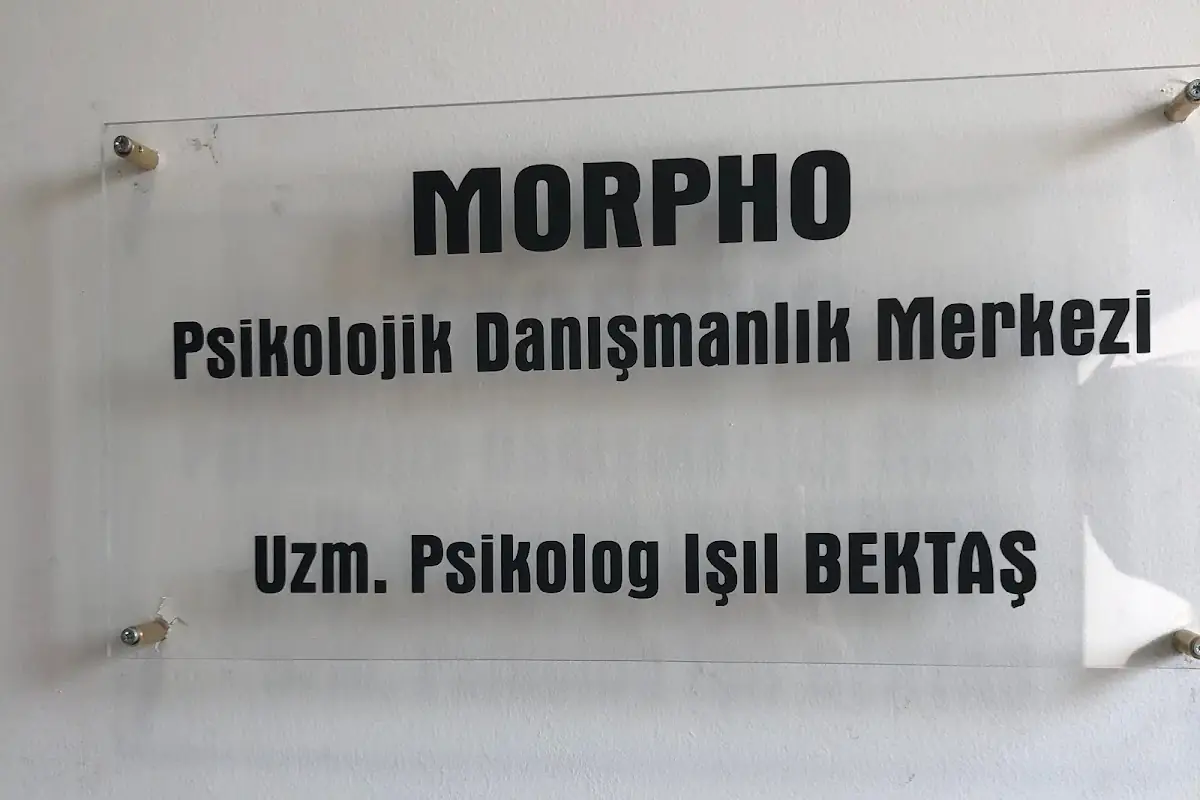 MORPHO
Psikolojik Danışmanlık Merkezi
Uzm. Psikolog Işıl BEKTAŞ